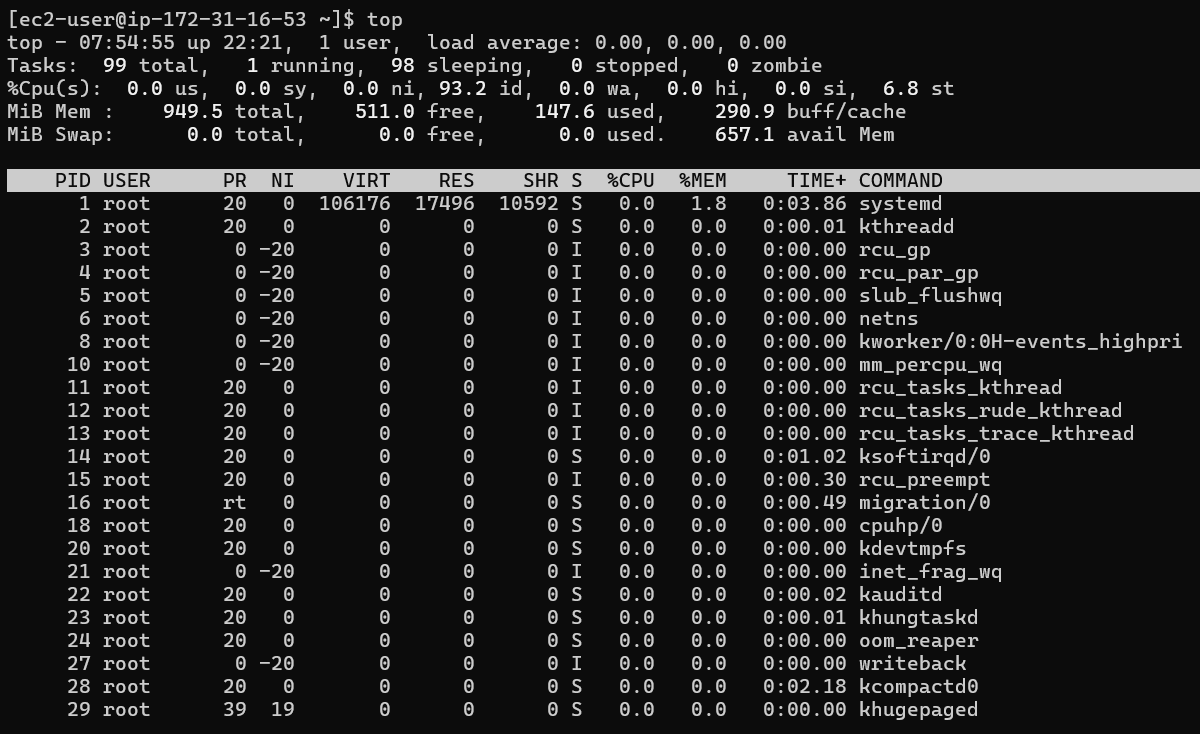 [ec2-user@ip-172-31-16-53 ~]$ top
top - 07:54:55 up 22:21,  1 user,  load average: 0.00, 0.00, 0.00
Tasks:  99 total,   1 running,  98 sleeping,   0 stopped,   0 zombie
%Cpu(s):  0.0 us,  0.0 sy,  0.0 ni, 93.2 id,  0.0 wa,  0.0 hi,  0.0 si,  6.8 st
MiB Mem :    949.5 total,    511.0 free,    147.6 used,    290.9 buff/cache
MiB Swap:      0.0 total,      0.0 free,      0.0 used.    657.1 avail Mem

    PID USER      PR  NI    VIRT    RES    SHR S  %CPU  %MEM     TIME+ COMMAND
      1 root      20   0  106176  17496  10592 S   0.0   1.8   0:03.86 systemd
      2 root      20   0       0      0      0 S   0.0   0.0   0:00.01 kthreadd
      3 root       0 -20       0      0      0 I   0.0   0.0   0:00.00 rcu_gp
      4 root       0 -20       0      0      0 I   0.0   0.0   0:00.00 rcu_par_gp
      5 root       0 -20       0      0      0 I   0.0   0.0   0:00.00 slub_flushwq
      6 root       0 -20       0      0      0 I   0.0   0.0   0:00.00 netns
      8 root       0 -20       0      0      0 I   0.0   0.0   0:00.00 kworker/0:0H-events_highpri
     10 root       0 -20       0      0      0 I   0.0   0.0   0:00.00 mm_percpu_wq
     11 root      20   0       0      0      0 I   0.0   0.0   0:00.00 rcu_tasks_kthread
     12 root      20   0       0      0      0 I   0.0   0.0   0:00.00 rcu_tasks_rude_kthread
     13 root      20   0       0      0      0 I   0.0   0.0   0:00.00 rcu_tasks_trace_kthread
     14 root      20   0       0      0      0 S   0.0   0.0   0:01.02 ksoftirqd/0
     15 root      20   0       0      0      0 I   0.0   0.0   0:00.30 rcu_preempt
     16 root      rt   0       0      0      0 S   0.0   0.0   0:00.49 migration/0
     18 root      20   0       0      0      0 S   0.0   0.0   0:00.00 cpuhp/0
     20 root      20   0       0      0      0 S   0.0   0.0   0:00.00 kdevtmpfs
     21 root       0 -20       0      0      0 I   0.0   0.0   0:00.00 inet_frag_wq
     22 root      20   0       0      0      0 S   0.0   0.0   0:00.02 kauditd
     23 root      20   0       0      0      0 S   0.0   0.0   0:00.01 khungtaskd
     24 root      20   0       0      0      0 S   0.0   0.0   0:00.00 oom_reaper
     27 root       0 -20       0      0      0 I   0.0   0.0   0:00.00 writeback
     28 root      20   0       0      0      0 S   0.0   0.0   0:02.18 kcompactd0
     29 root      39  19       0      0      0 S   0.0   0.0   0:00.00 khugepaged